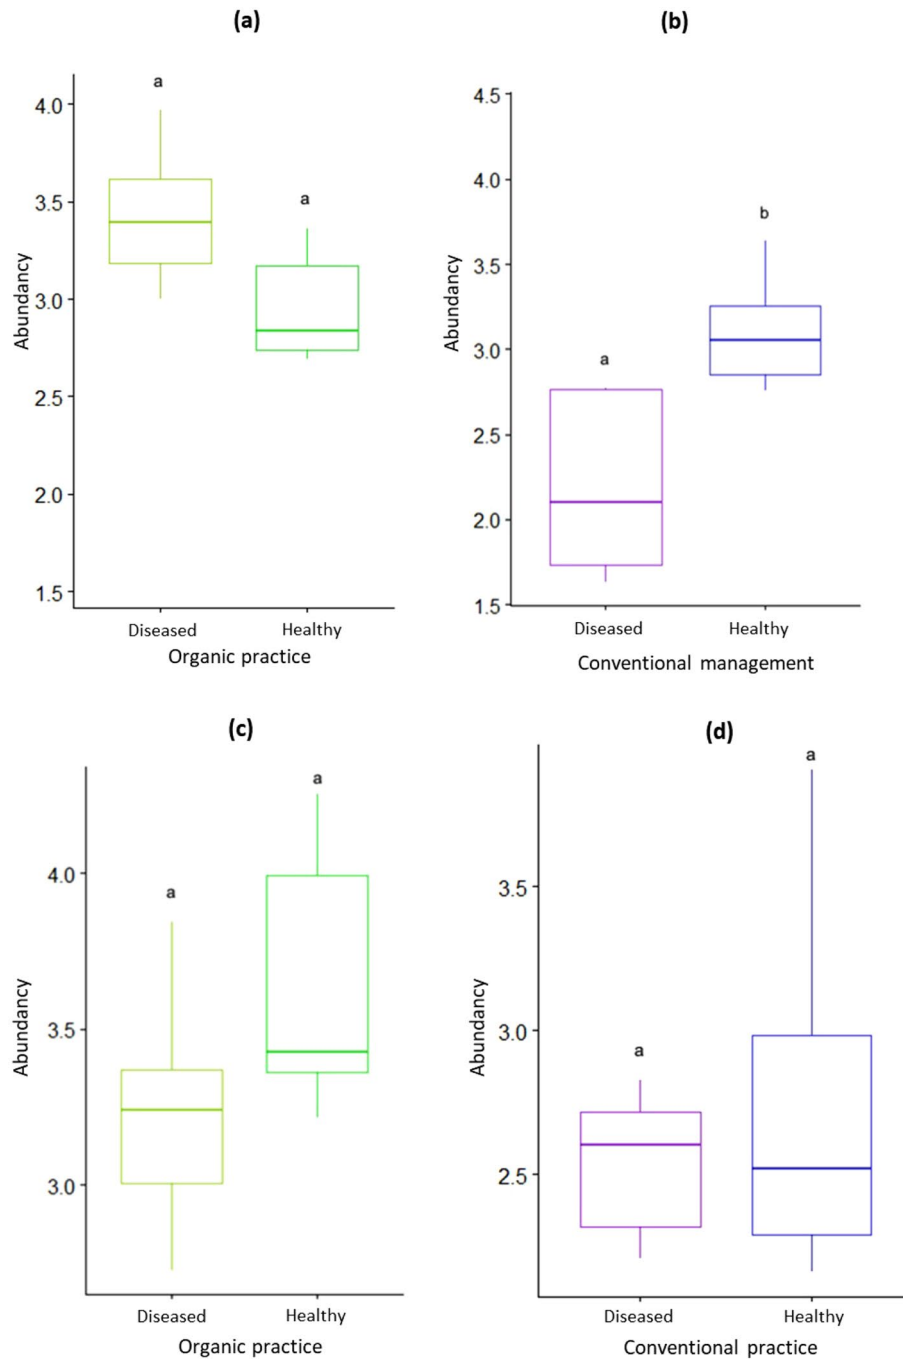 (a)
a
a
4.0
3.5
3.0
2.5
2.0
1.5
Abundancy
Diseased Healthy
Organic practice
(b)
4.5
4.0
3.5
3.0
2.5
2.0
1.5
b
a
Abundancy
Diseased Healthy
Conventional management
(c)
a
a
4.0
3.5
3.0
Abundancy
Diseased Healthy
Organic practice
(d)
a
a
3.5
3.0
2.5
Abundancy
Diseased Healthy
Conventional practice